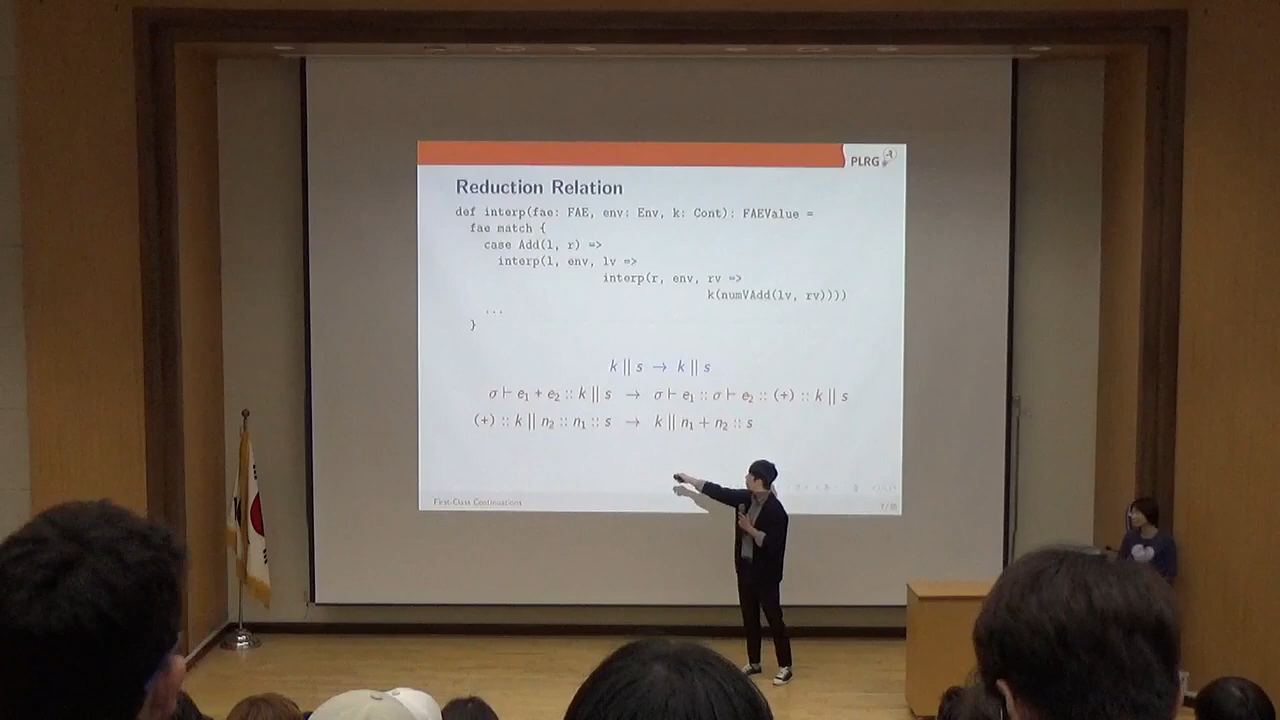 PLRG
Reduction Relation
def interp(fae: FAE, env: Env, k: Cont): FAEValue =
fae match {
case Add(l, r) =>
interp(l, env, lv =>
interp(r, env, rv =>
k(numVAdd(lv, rv))))
...
}
k || s → k || s
σ ⊢ e₁ + e₂ :: k || s → σ ⊢ e₁ :: σ ⊢ e₂ :: (+) :: k || s
(+) :: k || n₂ :: n₁ :: s → k || n₁ + n₂ :: s
First-Class Continuations